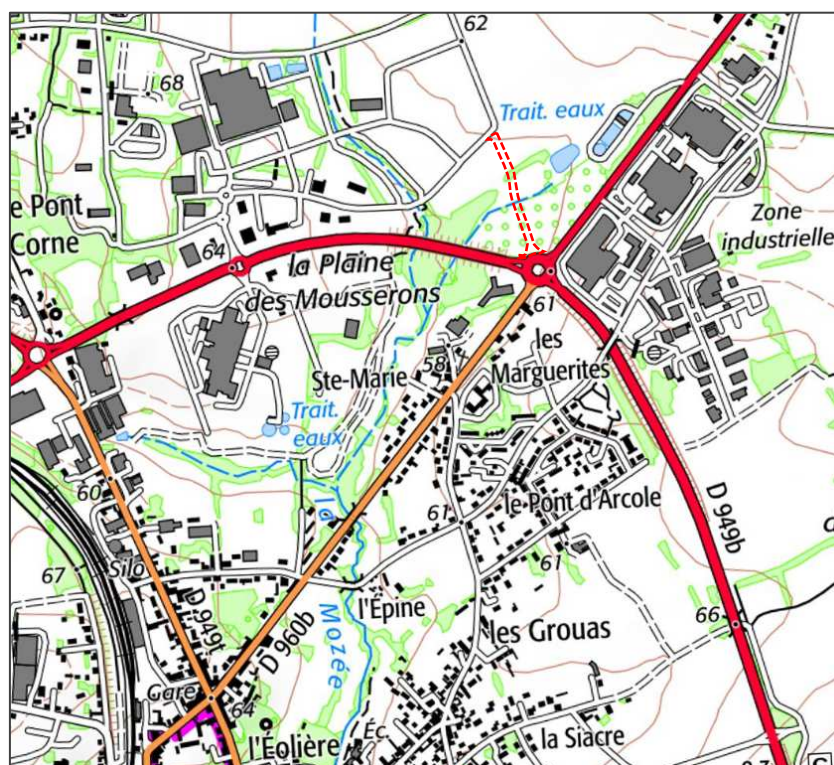 62
68
Trait. eaux
e Pont
Corne
Zone
industrielle
64
la Plaine
des Mousserons
61
les
Marguerites
58
Ste-Marie
Trait.
eaux
60
le Pont d'Arcole
61
D 949b
Silo
67
61
D 949t
l'Épine
D 960b
la
Mozée
les Grouas
66
Gare
64
l'Éolière
Éc.
la Siacre